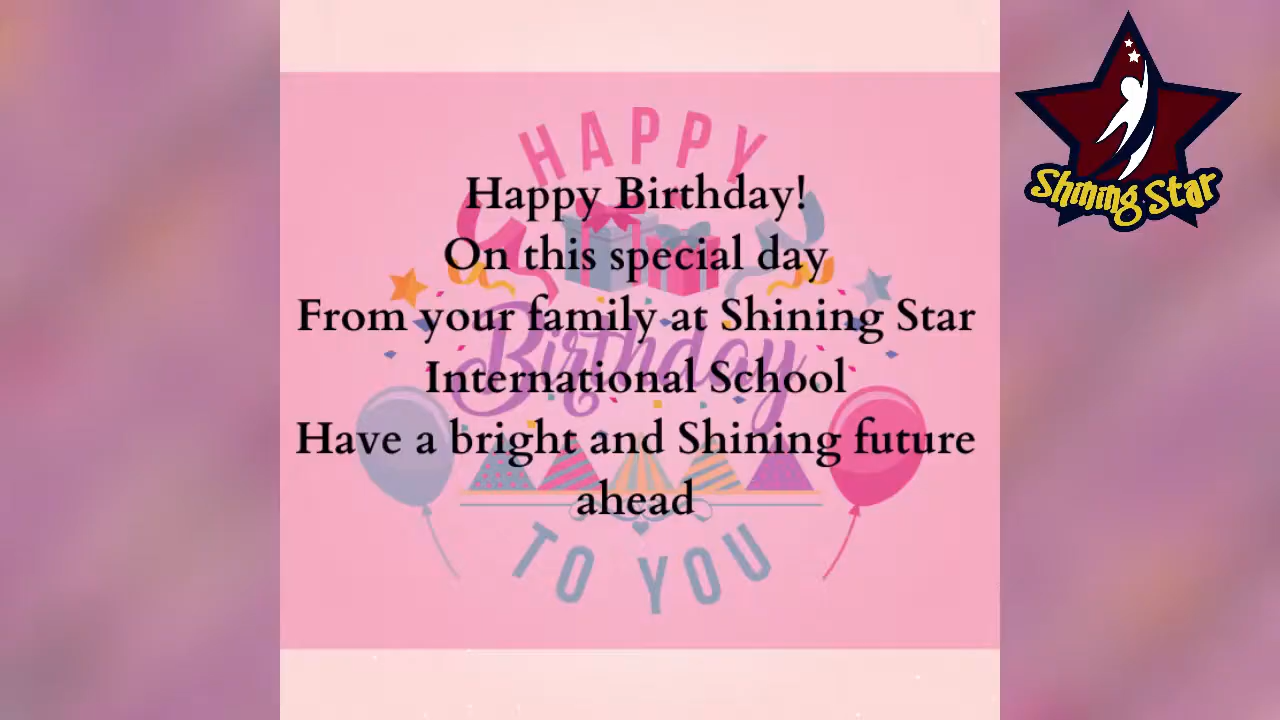 HAPPY
Happy Birthday!
On this special day
From your family at Shining Star
Birthday
International School
Have a bright and Shining future
ahead
TO YOU
Shining Star